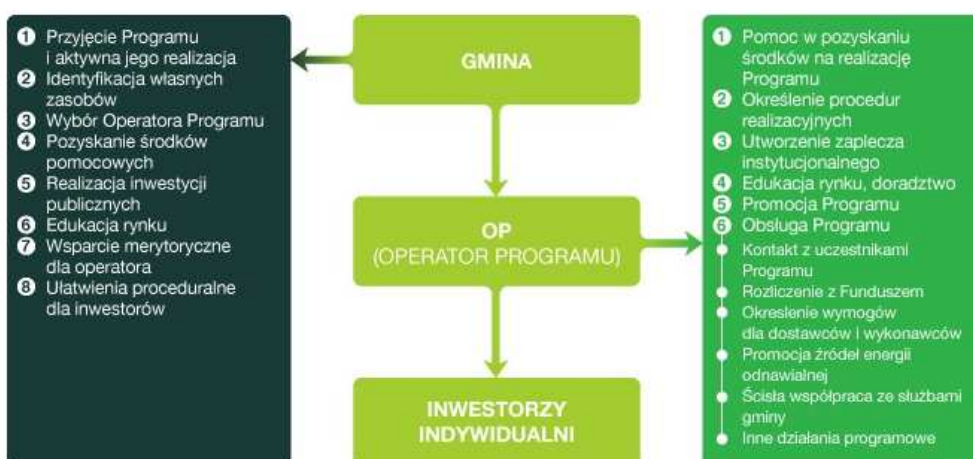 1 Przyjęcie Programu
i aktywna jego realizacja
2 Identyfikacja własnych
zasobów
3 Wybór Operatora Programu
4 Pozyskanie środków
pomocowych
5 Realizacja inwestycji
publicznych
6 Edukacja rynku
7 Wsparcie merytoryczne
dla operatora
8 Ułatwienia proceduralne
dla inwestorów
GMINA
OP
(OPERATOR PROGRAMU)
INWESTORZY
INDYWIDUALNI
1 Pomoc w pozyskaniu
środków na realizację
Programu
2 Określenie procedur
realizacyjnych
3 Utworzenie zaplecza
instytucjonalnego
4 Edukacja rynku, doradztwo
5 Promocja Programu
6 Obsługa Programu
Kontakt z uczestnikami
Programu
Rozliczenie z Funduszem
Okreslenie wymogów
dla dostawców i wykonawców
Promocja źródeł energii
odnawialnej
Ścisła współpraca ze służbami
gminy
Inne działania programowe